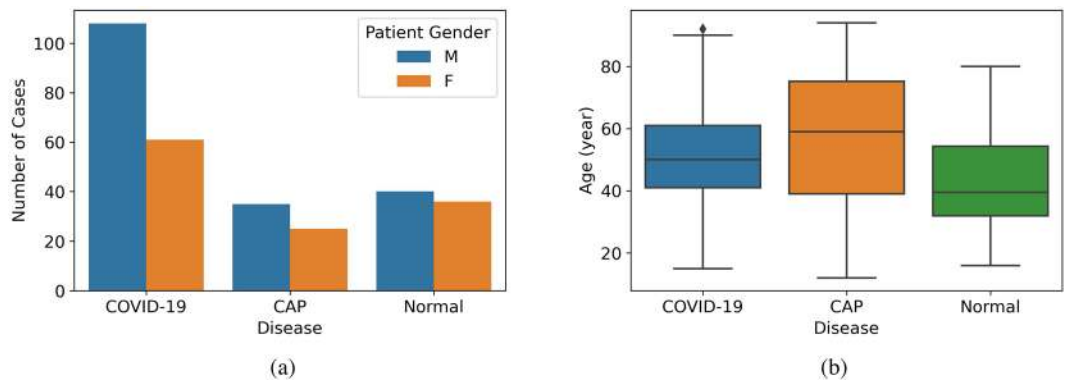 Number of Cases
100
80
60
40
20
0
Patient Gender
M
F
COVID-19 CAP Normal
Disease
(a)
Age (year)
80
60
40
20
COVID-19 CAP Normal
Disease
(b)